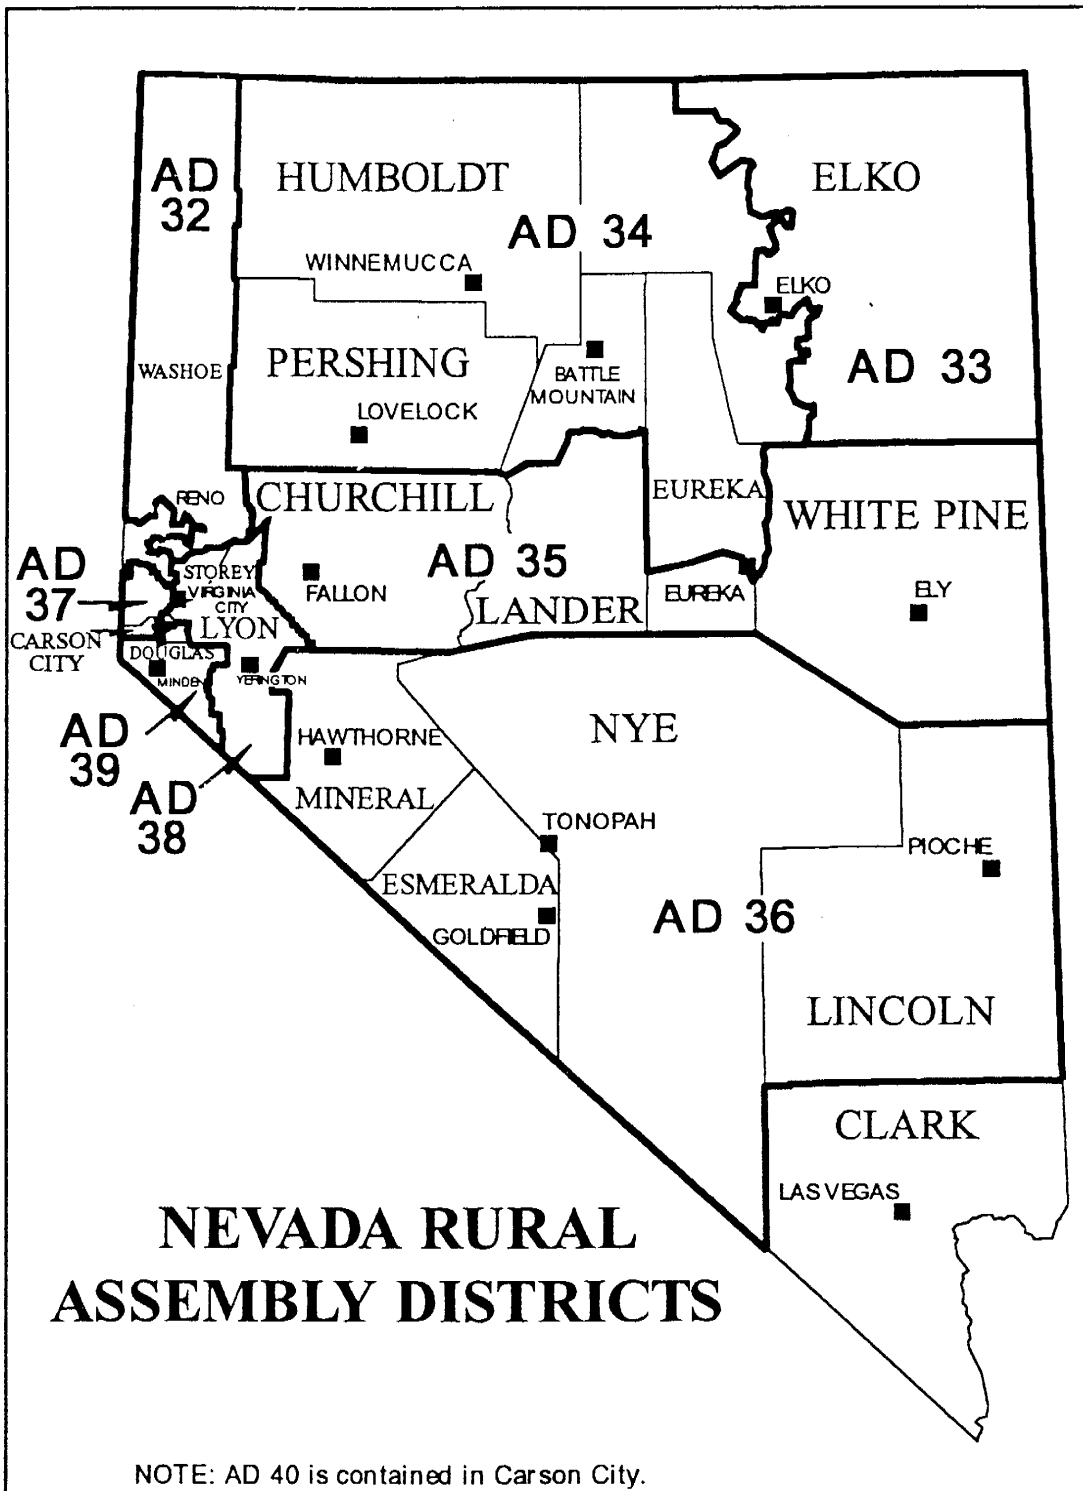 AD
32
HUMBOLDT
ELKO
AD 34
WINNEMUCCA
ELKO
WASHOE
PERSHING
BATTLE
MOUNTAIN
AD 33
LOVELOCK
RENO
CHURCHILL
EUREKA
WHITE PINE
AD
37
STOREY
VIRGINIA
CITY
FALLON
AD 35
LANDER
EUREKA
ELY
CARSON
CITY
LYON
DOUGLAS
MINDEN
YERINGTON
AD
39
HAWTHORNE
NYE
AD
38
MINERAL
TONOPAH
PIOCHE
ESMERALDA
GOLDFIELD
AD 36
LINCOLN
CLARK
LAS VEGAS
NEVADA RURAL
ASSEMBLY DISTRICTS
NOTE: AD 40 is contained in Carson City.